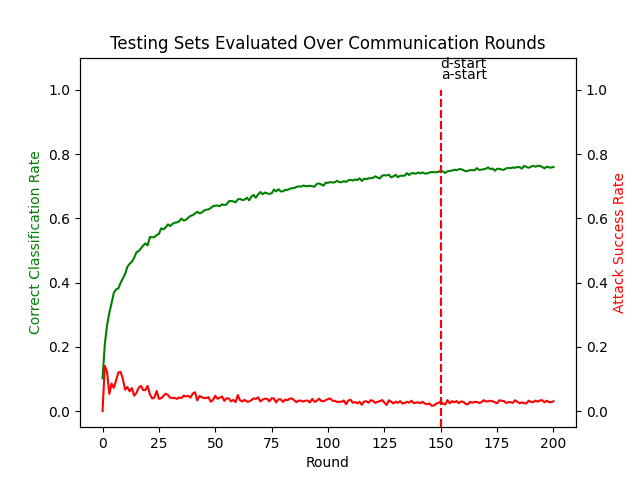 Testing Sets Evaluated Over Communication Rounds
d-start
a-start
1.0
0.8
0.6
0.4
0.2
0.0
Correct Classification Rate
1.0
0.8
0.6
0.4
0.2
0.0
Attack Success Rate
0 25 50 75 100 125 150 175 200
Round